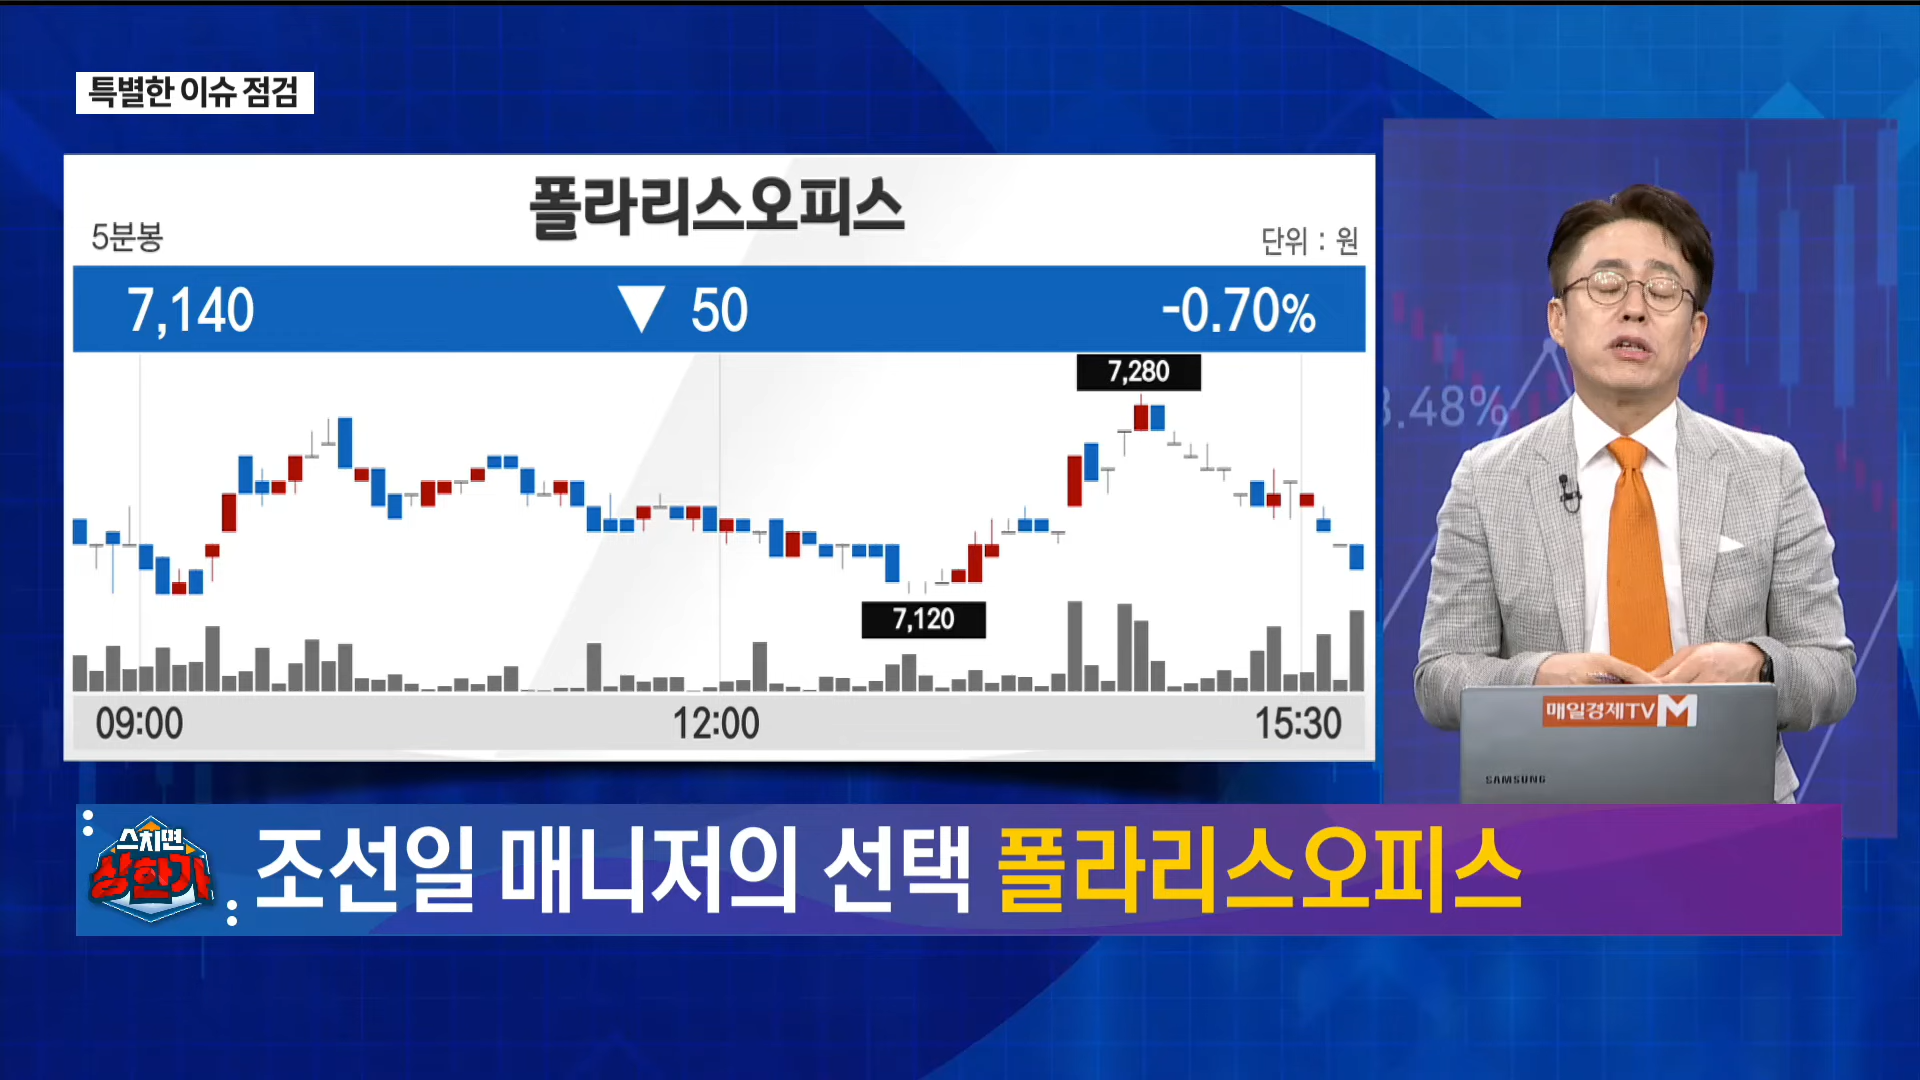 특별한 이슈 점검
폴라리스오피스
5분봉
단위 : 원
7,140 ▼ 50 -0.70%
7,280
7,120
09:00 12:00 15:30
3.48%
매일경제TV M
SAMSUNG
스치면
상한가
조선일 매니저의 선택 폴라리스오피스